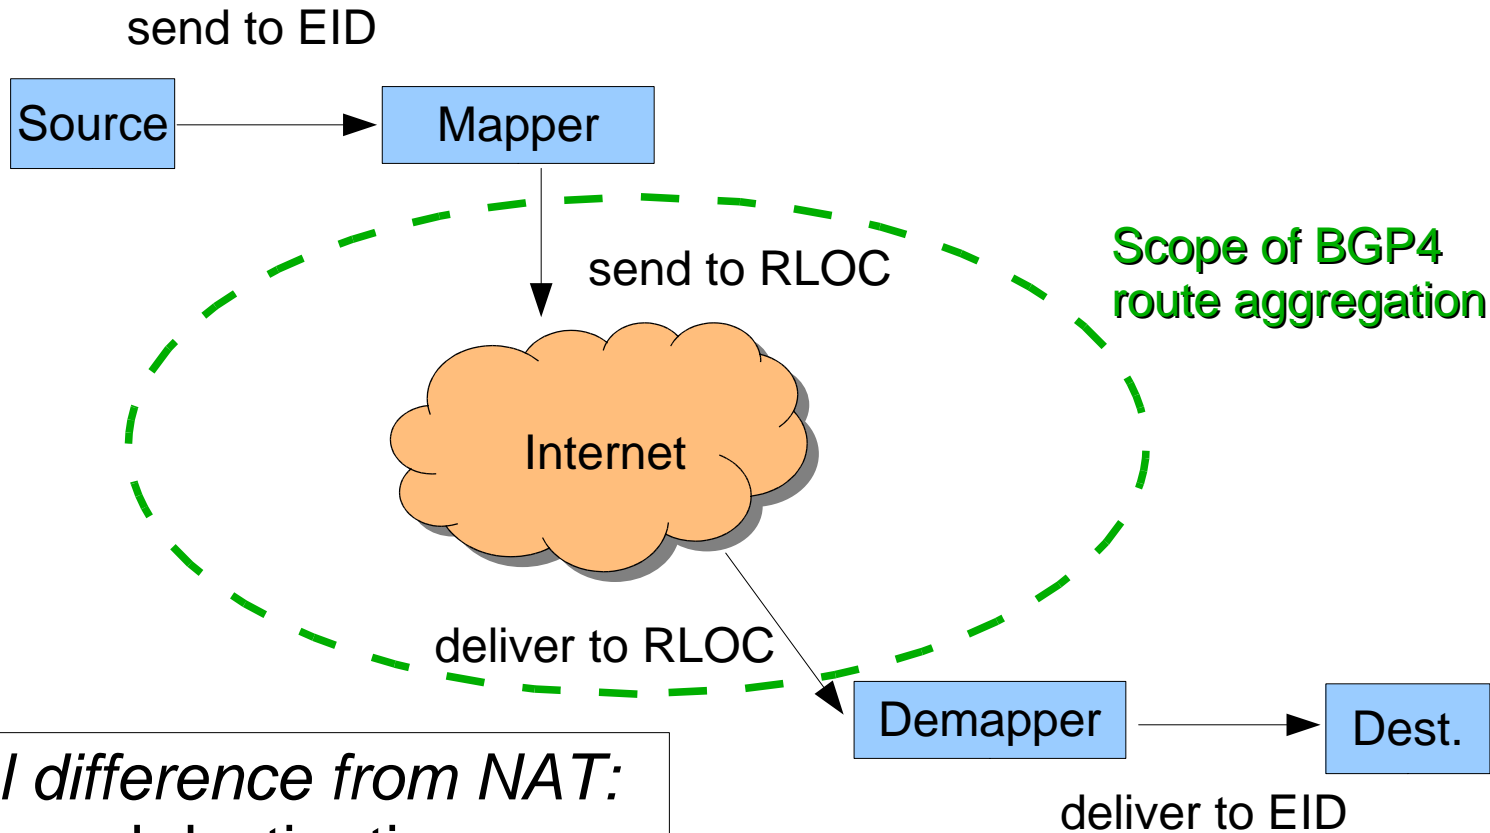 send to EID
Source
Mapper
send to RLOC
Scope of BGP4
route aggregation
Internet
deliver to RLOC
Demapper
Dest.
deliver to EID
l difference from NAT: